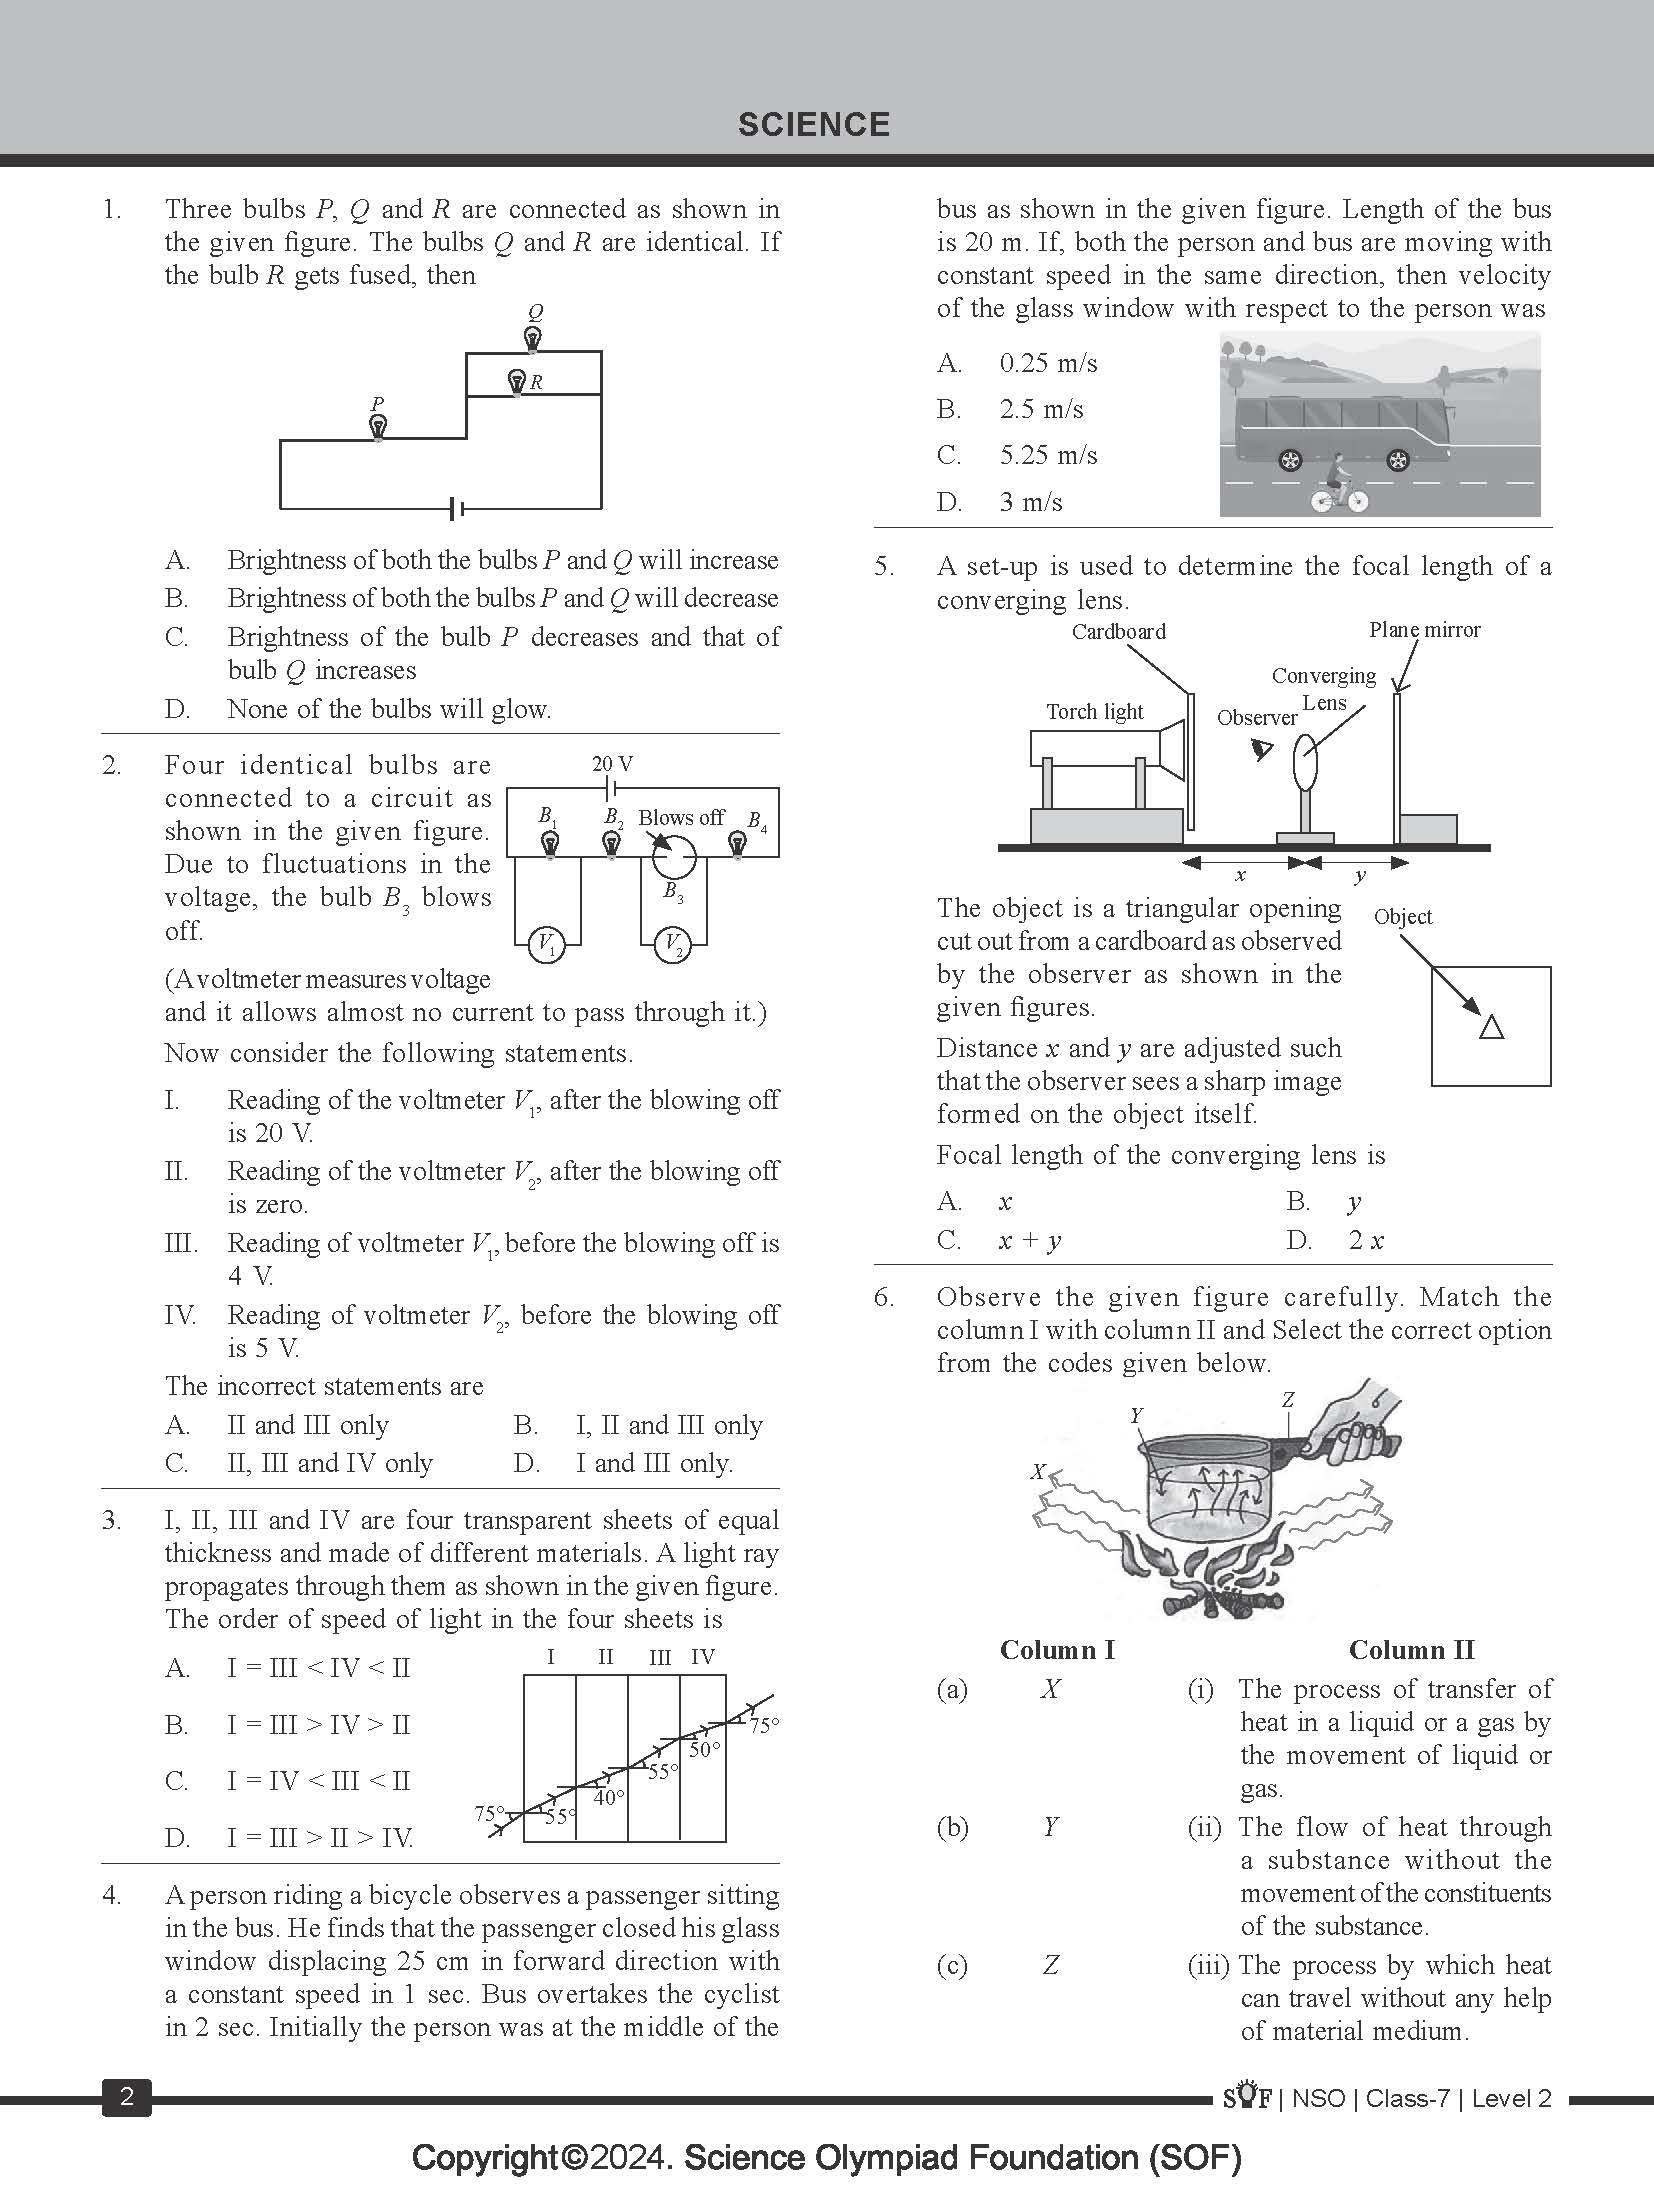 SCIENCE
1. Three bulbs P, Q and R are connected as shown in
the given figure. The bulbs Q and R are identical. If
the bulb R gets fused, then
Q
R
P
A. Brightness of both the bulbs P and Q will increase
B. Brightness of both the bulbs P and Q will decrease
C. Brightness of the bulb P decreases and that of
bulb Q increases
D. None of the bulbs will glow.
2. Four identical bulbs are
connected to a circuit as
shown in the given figure.
Due to fluctuations in the
voltage, the bulb B3 blows
off.
20 V
B1 B2 Blows off B4
B3
V1 V2
(A voltmeter measures voltage
and it allows almost no current to pass through it.)
Now consider the following statements.
I. Reading of the voltmeter V1, after the blowing off
is 20 V.
II. Reading of the voltmeter V2, after the blowing off
is zero.
III. Reading of voltmeter V1, before the blowing off is
4 V.
IV. Reading of voltmeter V2, before the blowing off
is 5 V.
The incorrect statements are
A. II and III only B. I, II and III only
C. II, III and IV only D. I and III only.
3. I, II, III and IV are four transparent sheets of equal
thickness and made of different materials. A light ray
propagates through them as shown in the given figure.
The order of speed of light in the four sheets is
A. I = III < IV < II
B. I = III > IV > II
C. I = IV < III < II
D. I = III > II > IV.
I II III IV
75°
50°
55°
40°
75° 55°
4. A person riding a bicycle observes a passenger sitting
in the bus. He finds that the passenger closed his glass
window displacing 25 cm in forward direction with
a constant speed in 1 sec. Bus overtakes the cyclist
in 2 sec. Initially the person was at the middle of the
bus as shown in the given figure. Length of the bus
is 20 m. If, both the person and bus are moving with
constant speed in the same direction, then velocity
of the glass window with respect to the person was
A. 0.25 m/s
B. 2.5 m/s
C. 5.25 m/s
D. 3 m/s
5. A set-up is used to determine the focal length of a
converging lens.
Cardboard Plane mirror
Converging
Lens
Torch light Observer
x y
The object is a triangular opening
cut out from a cardboard as observed
by the observer as shown in the
given figures.
Object
Distance x and y are adjusted such
that the observer sees a sharp image
formed on the object itself.
Focal length of the converging lens is
A. x B. y
C. x + y D. 2 x
6. Observe the given figure carefully. Match the
column I with column II and Select the correct option
from the codes given below.
Z
Y
X
Column I Column II
(a) X (i) The process of transfer of
heat in a liquid or a gas by
the movement of liquid or
gas.
(b) Y (ii) The flow of heat through
a substance without the
movement of the constituents
of the substance.
(c) Z (iii) The process by which heat
can travel without any help
of material medium.
2 SOF | NSO | Class-7 | Level 2
Copyright©2024. Science Olympiad Foundation (SOF)